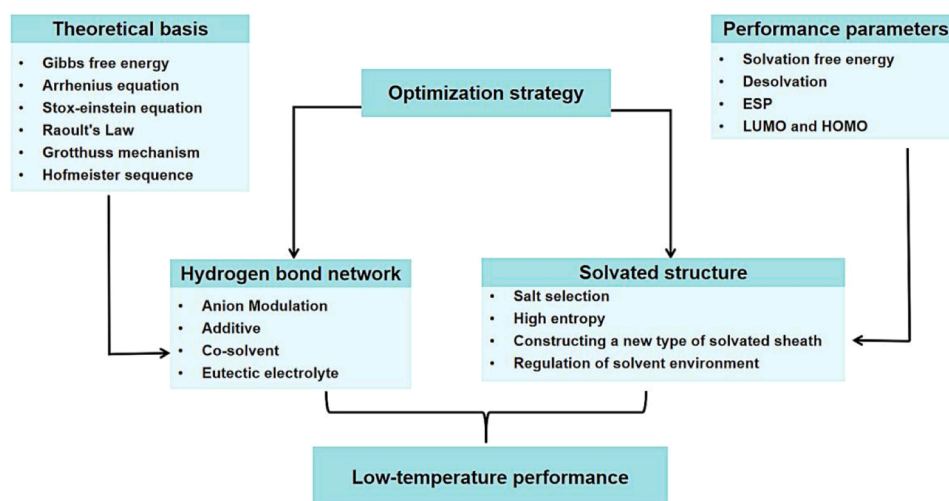 Theoretical basis
• Gibbs free energy
• Arrhenius equation
• Stox-einstein equation
• Raoult's Law
• Grotthuss mechanism
• Hofmeister sequence
Optimization strategy
Performance parameters
• Solvation free energy
• Desolvation
• ESP
• LUMO and HOMO
Hydrogen bond network
• Anion Modulation
• Additive
• Co-solvent
• Eutectic electrolyte
Solvated structure
• Salt selection
• High entropy
• Constructing a new type of solvated sheath
• Regulation of solvent environment
Low-temperature performance